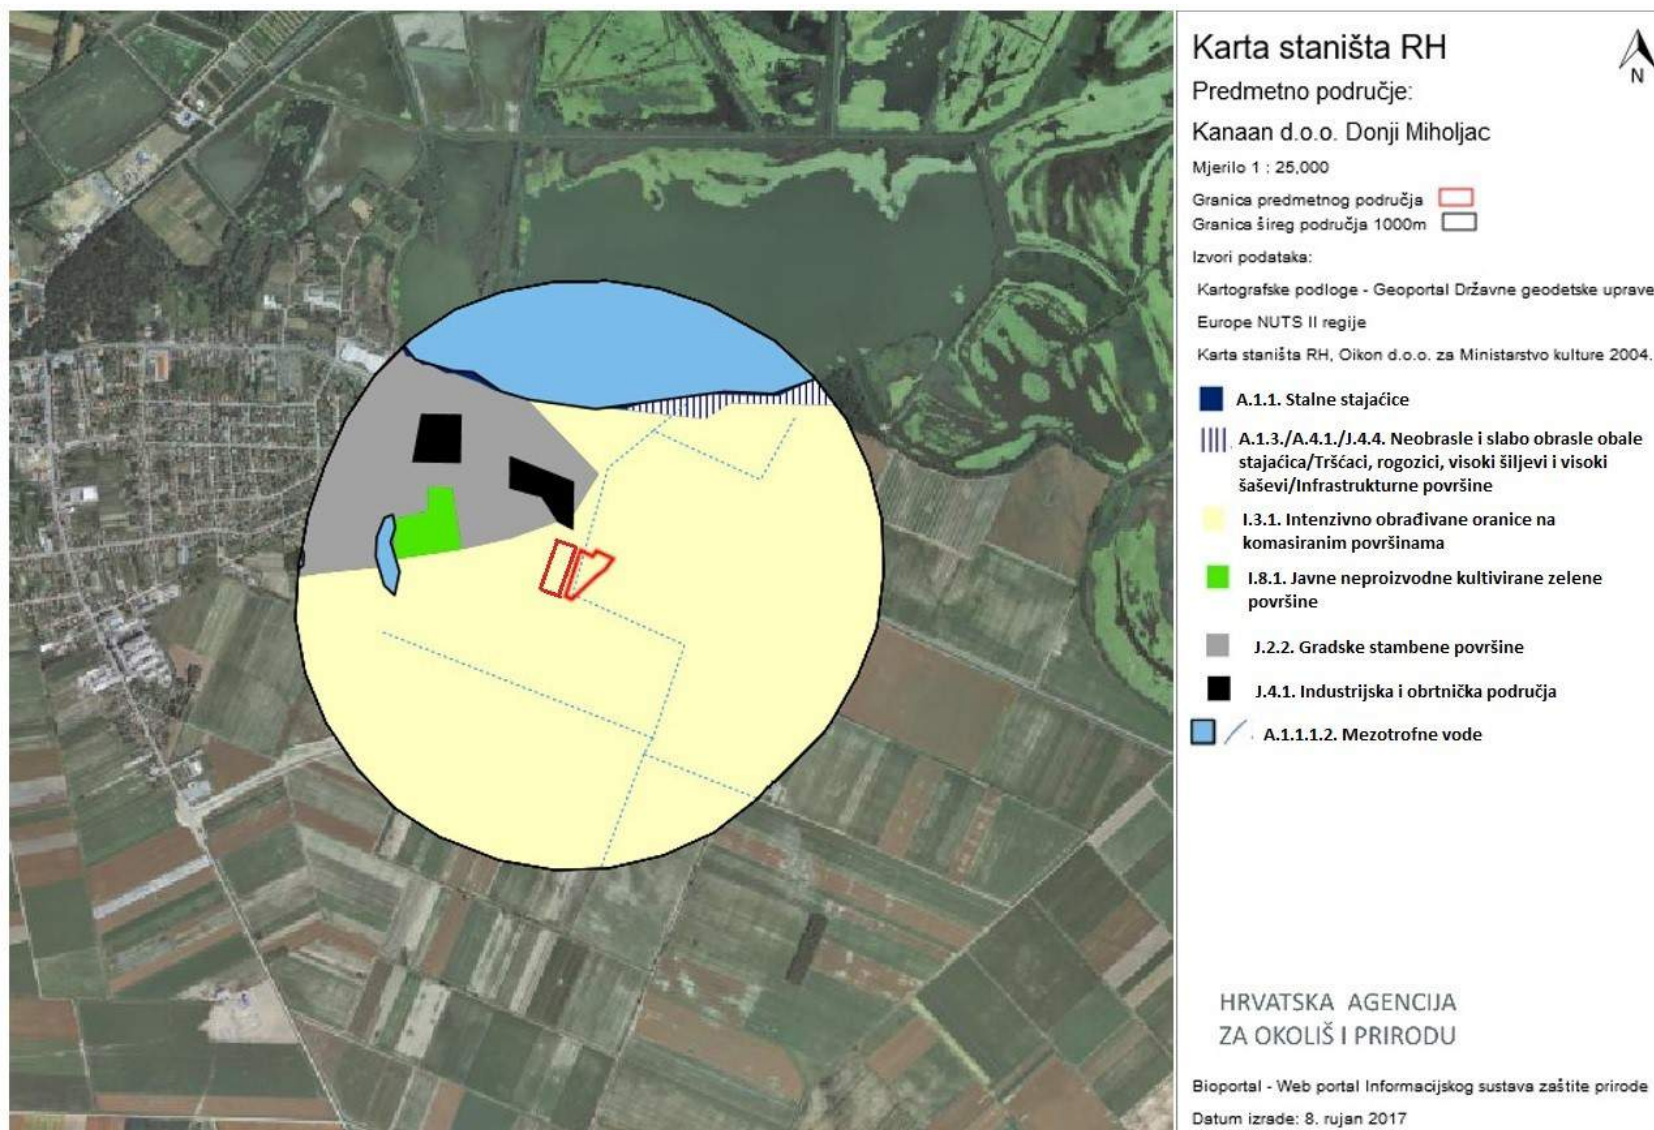 Karta staništa RH
N
Predmetno područje:
Kanaan d.o.o. Donji Miholjac
Mjerilo 1 : 25,000
Granica predmetnog područja
Granica šireg područja 1000m
Izvori podataka:
Kartografske podloge - Geoportal Državne geodetske uprave
Europe NUTS II regije
Karta staništa RH, Oikon d.o.o. za Ministarstvo kulture 2004.
A.1.1. Stalne stajaćice
A.1.3./A.4.1./J.4.4. Neobrasle i slabo obrasle obale
stajaćica/Tršćaci, rogozici, visoki šiljevi i visoki
šaševi/Infrastrukturne površine
I.3.1. Intenzivno obrađivane oranice na
komasiranim površinama
I.8.1. Javne neproizvodne kultivirane zelene
površine
J.2.2. Gradske stambene površine
J.4.1. Industrijska i obrtnička područja
A.1.1.1.2. Mezotrofne vode
HRVATSKA AGENCIJA
ZA OKOLIŠ I PRIRODU
Bioportal - Web portal Informacijskog sustava zaštite prirode
Datum izrade: 8. rujan 2017